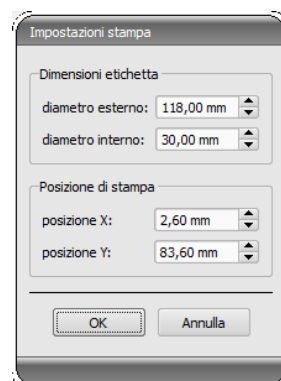 Impostazioni stampa
Dimensioni etichetta
diametro esterno: 118,00 mm
diametro interno: 30,00 mm
Posizione di stampa
posizione X: 2,60 mm
posizione Y: 83,60 mm
OK Annulla